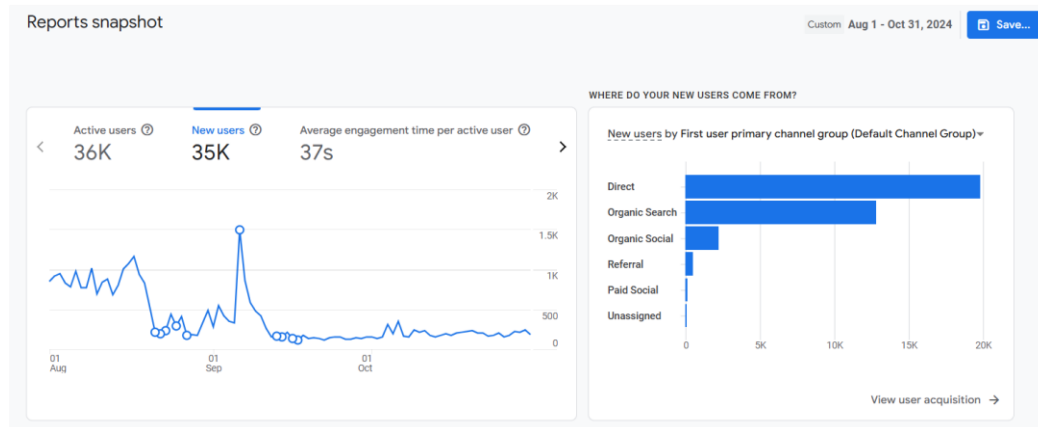 Reports snapshot
Custom Aug 1 - Oct 31, 2024
Save...
Active users
36K
New users
35K
Average engagement time per active user
37s
2K
1.5K
1K
500
0
01 Aug
01 Sep
01 Oct
WHERE DO YOUR NEW USERS COME FROM?
New users by First user primary channel group (Default Channel Group)
Direct
Organic Search
Organic Social
Referral
Paid Social
Unassigned
0 5K 10K 15K 20K
View user acquisition